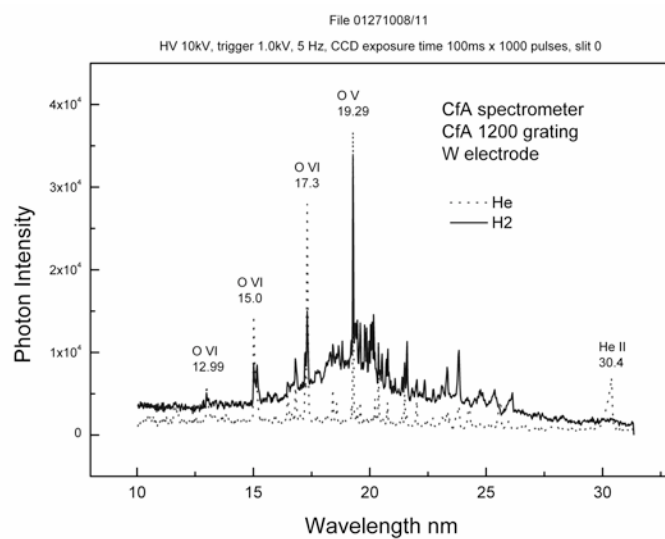 File 01271008/11
HV 10kV, trigger 1.0kV, 5 Hz, CCD exposure time 100ms x 1000 pulses, slit 0
4x10⁴
3x10⁴
2x10⁴
1x10⁴
0
Photon Intensity
O V
19.29
O VI
17.3
O VI
15.0
O VI
12.99
He II
30.4
CfA spectrometer
CfA 1200 grating
W electrode
He
H2
10
15
20
25
30
Wavelength nm